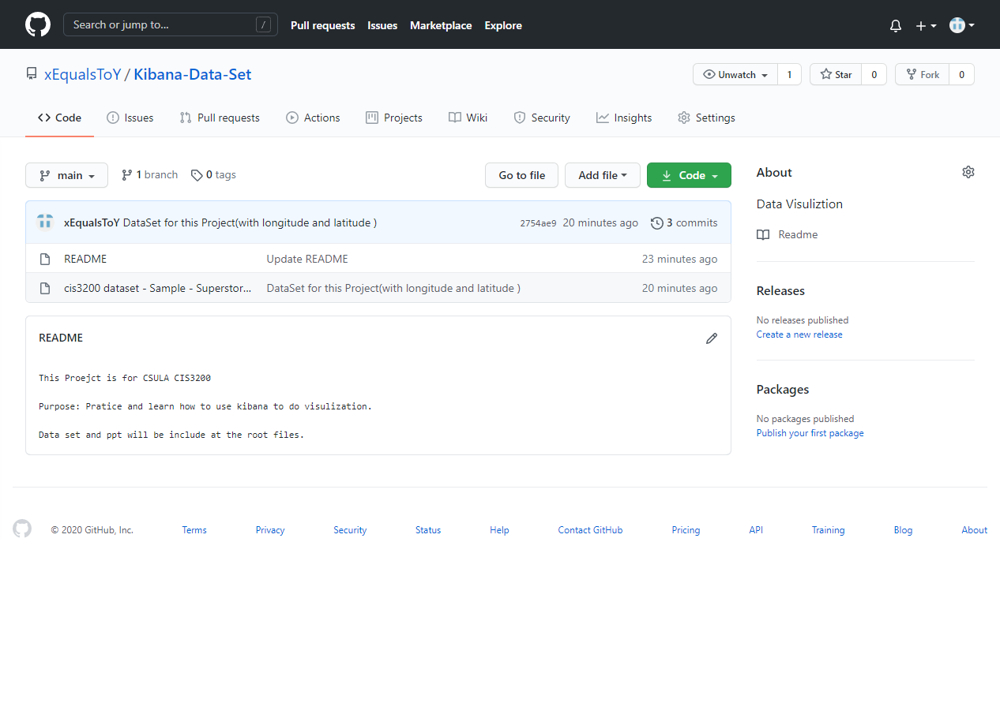 Search or jump to... /
Pull requests Issues Marketplace Explore
xEqualsToY / Kibana-Data-Set
Unwatch 1 Star 0 Fork 0
Code Issues Pull requests Actions Projects Wiki Security Insights Settings
main 1 branch 0 tags
Go to file Add file Code
xEqualsToY DataSet for this Project(with longitude and latitude ) 2754ae9 20 minutes ago 3 commits
README Update README 23 minutes ago
cis3200 dataset - Sample - Superstor... DataSet for this Project(with longitude and latitude ) 20 minutes ago
README
This Proejct is for CSULA CIS3200
Purpose: Pratice and learn how to use kibana to do visulization.
Data set and ppt will be include at the root files.
About
Data Visuliztion
Readme
Releases
No releases published
Create a new release
Packages
No packages published
Publish your first package
© 2020 GitHub, Inc. Terms Privacy Security Status Help Contact GitHub Pricing API Training Blog About